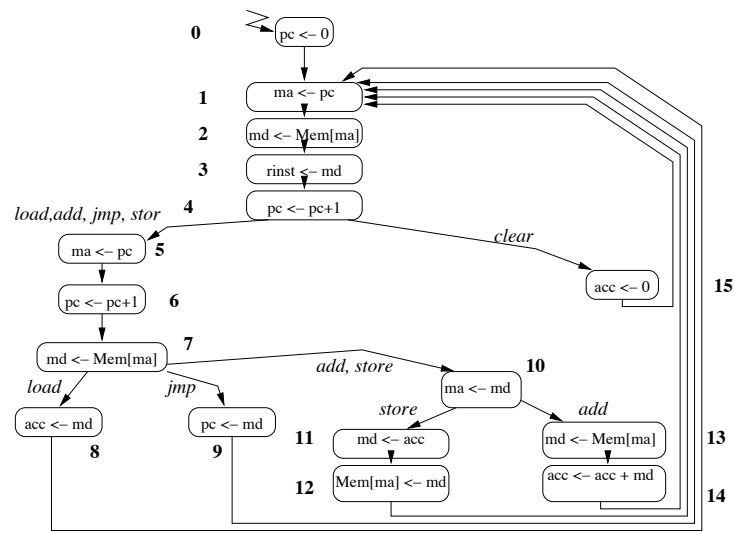 0
pc <– 0
1
ma <– pc
2
md <– Mem[ma]
3
rinst <– md
4
pc <– pc+1
load,add, jmp, stor
clear
ma <– pc
5
acc <– 0
15
pc <– pc+1
6
7
md <– Mem[ma]
add, store
10
load
jmp
ma <– md
store
add
acc <– md
pc <– md
11
md <– acc
md <– Mem[ma]
13
8
9
12
Mem[ma] <– md
acc <– acc + md
14